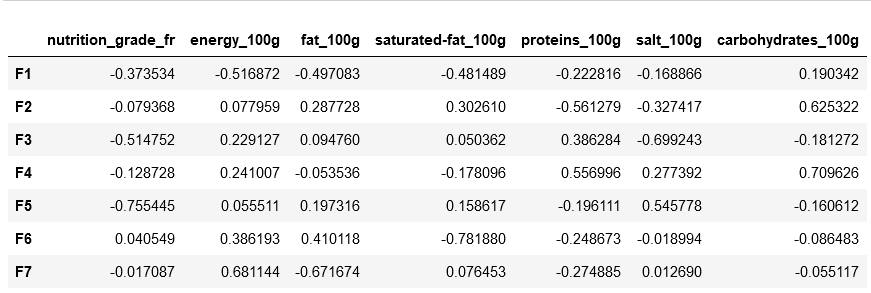 nutrition_grade_fr energy_100g fat_100g saturated-fat_100g proteins_100g salt_100g carbohydrates_100g
F1 -0.373534 -0.516872 -0.497083 -0.481489 -0.222816 -0.168866 0.190342
F2 -0.079368 0.077959 0.287728 0.302610 -0.561279 -0.327417 0.625322
F3 -0.514752 0.229127 0.094760 0.050362 0.386284 -0.699243 -0.181272
F4 -0.128728 0.241007 -0.053536 -0.178096 0.556996 0.277392 0.709626
F5 -0.755445 0.055511 0.197316 0.158617 -0.196111 0.545778 -0.160612
F6 0.040549 0.386193 0.410118 -0.781880 -0.248673 -0.018994 -0.086483
F7 -0.017087 0.681144 -0.671674 0.076453 -0.274885 0.012690 -0.055117